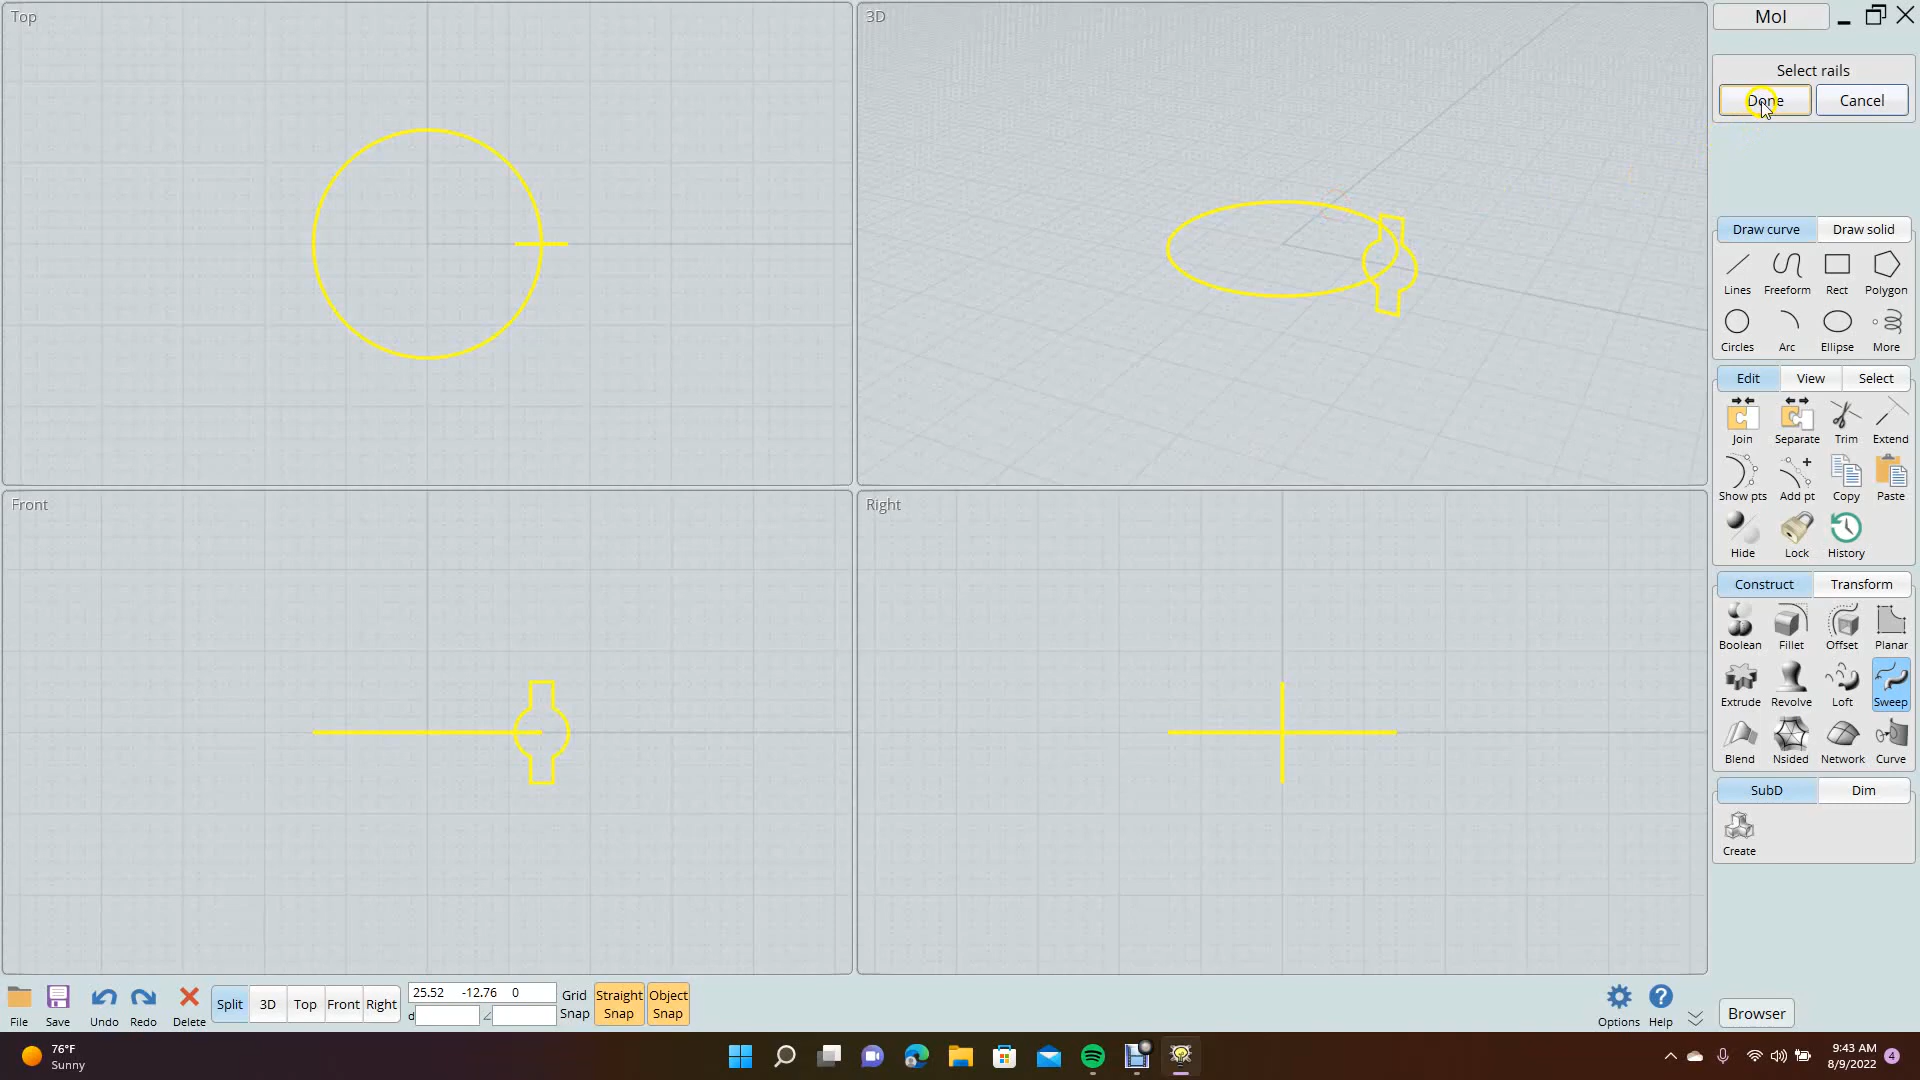 Top
3D
MoI
Select rails
Done Cancel
Draw curve Draw solid
Lines Freeform Rect Polygon
Circles Arc Ellipse More
Edit View Select
Join Separate Trim Extend
Show pts Add pt Copy Paste
Hide Lock History
Front
Right
Construct Transform
Boolean Fillet Offset Planar
Extrude Revolve Loft Sweep
Blend Nsided Network Curve
SubD Dim
Create
File Save Undo Redo Delete
Split 3D Top Front Right
25.52 -12.76 0
d ∠
Grid Snap
Straight Snap
Object Snap
Options Help
Browser
76°F
Sunny
9:43 AM
8/9/2022
4